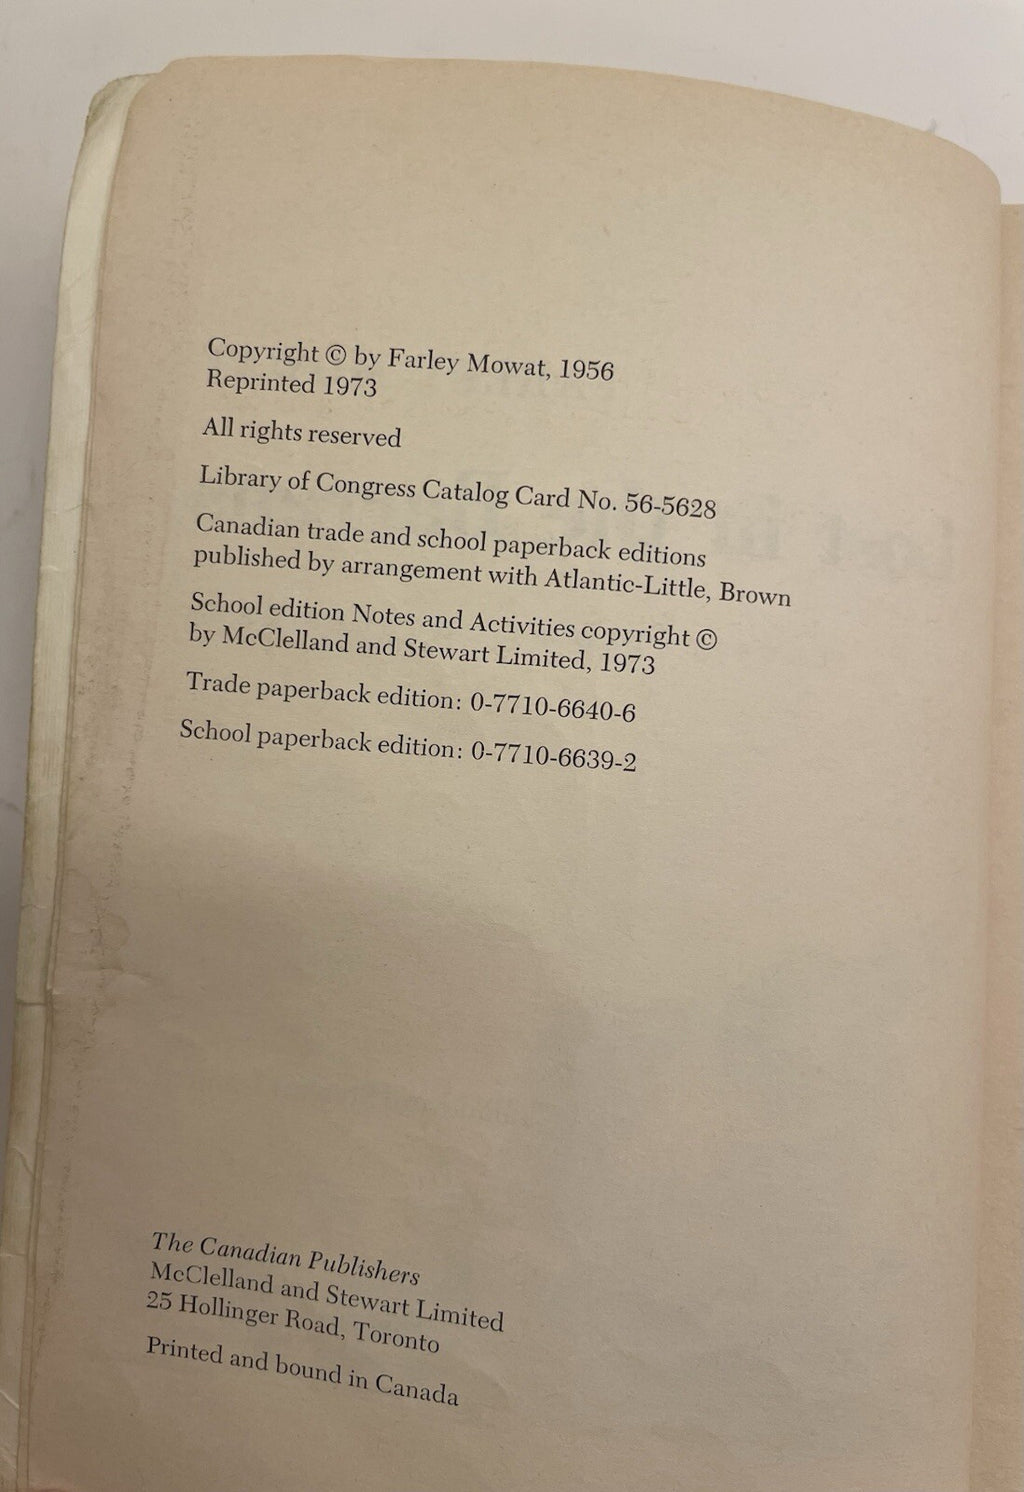 Copyright © by Farley Mowat, 1956
Reprinted 1973
All rights reserved
Library of Congress Catalog Card No. 56-5628
Canadian trade and school paperback editions
published by arrangement with Atlantic-Little, Brown
School edition Notes and Activities copyright ©
by McClelland and Stewart Limited, 1973
Trade paperback edition: 0-7710-6640-6
School paperback edition: 0-7710-6639-2
The Canadian Publishers
McClelland and Stewart Limited
25 Hollinger Road, Toronto
Printed and bound in Canada